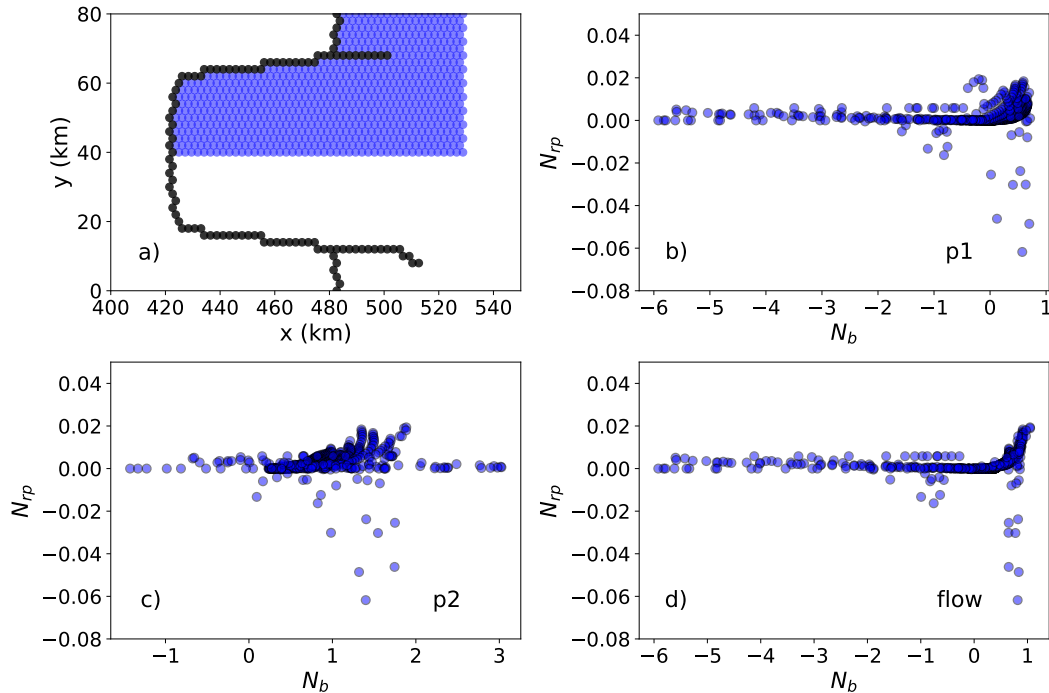 80
60
40
20
0
y (km)
a)
400 420 440 460 480 500 520 540
x (km)
0.04
0.02
0.00
−0.02
−0.04
−0.06
−0.08
N_rp
b)
p1
−6 −5 −4 −3 −2 −1 0 1
N_b
0.04
0.02
0.00
−0.02
−0.04
−0.06
−0.08
N_rp
c)
p2
−1 0 1 2 3
N_b
0.04
0.02
0.00
−0.02
−0.04
−0.06
−0.08
N_rp
d)
flow
−6 −5 −4 −3 −2 −1 0 1
N_b